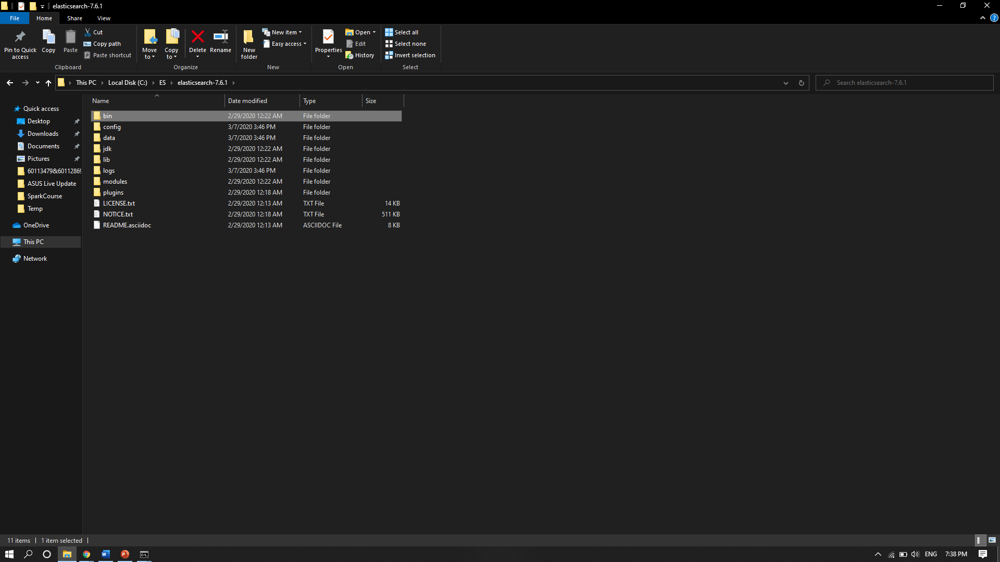 elasticsearch-7.6.1
File Home Share View
Pin to Quick access
Copy
Paste
Cut
Copy path
Paste shortcut
Clipboard
Move to
Copy to
Delete
Rename
Organize
New folder
New item
Easy access
New
Properties
Open
Edit
History
Open
Select all
Select none
Invert selection
Select
This PC Local Disk (C:) ES elasticsearch-7.6.1
Search elasticsearch-7.6.1
Quick access
Desktop
Downloads
Documents
Pictures
60113479&60112869
ASUS Live Update
SparkCourse
Temp
OneDrive
This PC
Network
Name Date modified Type Size
bin 2/29/2020 12:22 AM File folder
config 3/7/2020 3:46 PM File folder
data 3/7/2020 3:46 PM File folder
jdk 2/29/2020 12:22 AM File folder
lib 2/29/2020 12:22 AM File folder
logs 3/7/2020 3:46 PM File folder
modules 2/29/2020 12:22 AM File folder
plugins 2/29/2020 12:18 AM File folder
LICENSE.txt 2/29/2020 12:13 AM TXT File 14 KB
NOTICE.txt 2/29/2020 12:18 AM TXT File 511 KB
README.asciidoc 2/29/2020 12:13 AM ASCIIDOC File 8 KB
11 items 1 item selected
ENG 7:38 PM